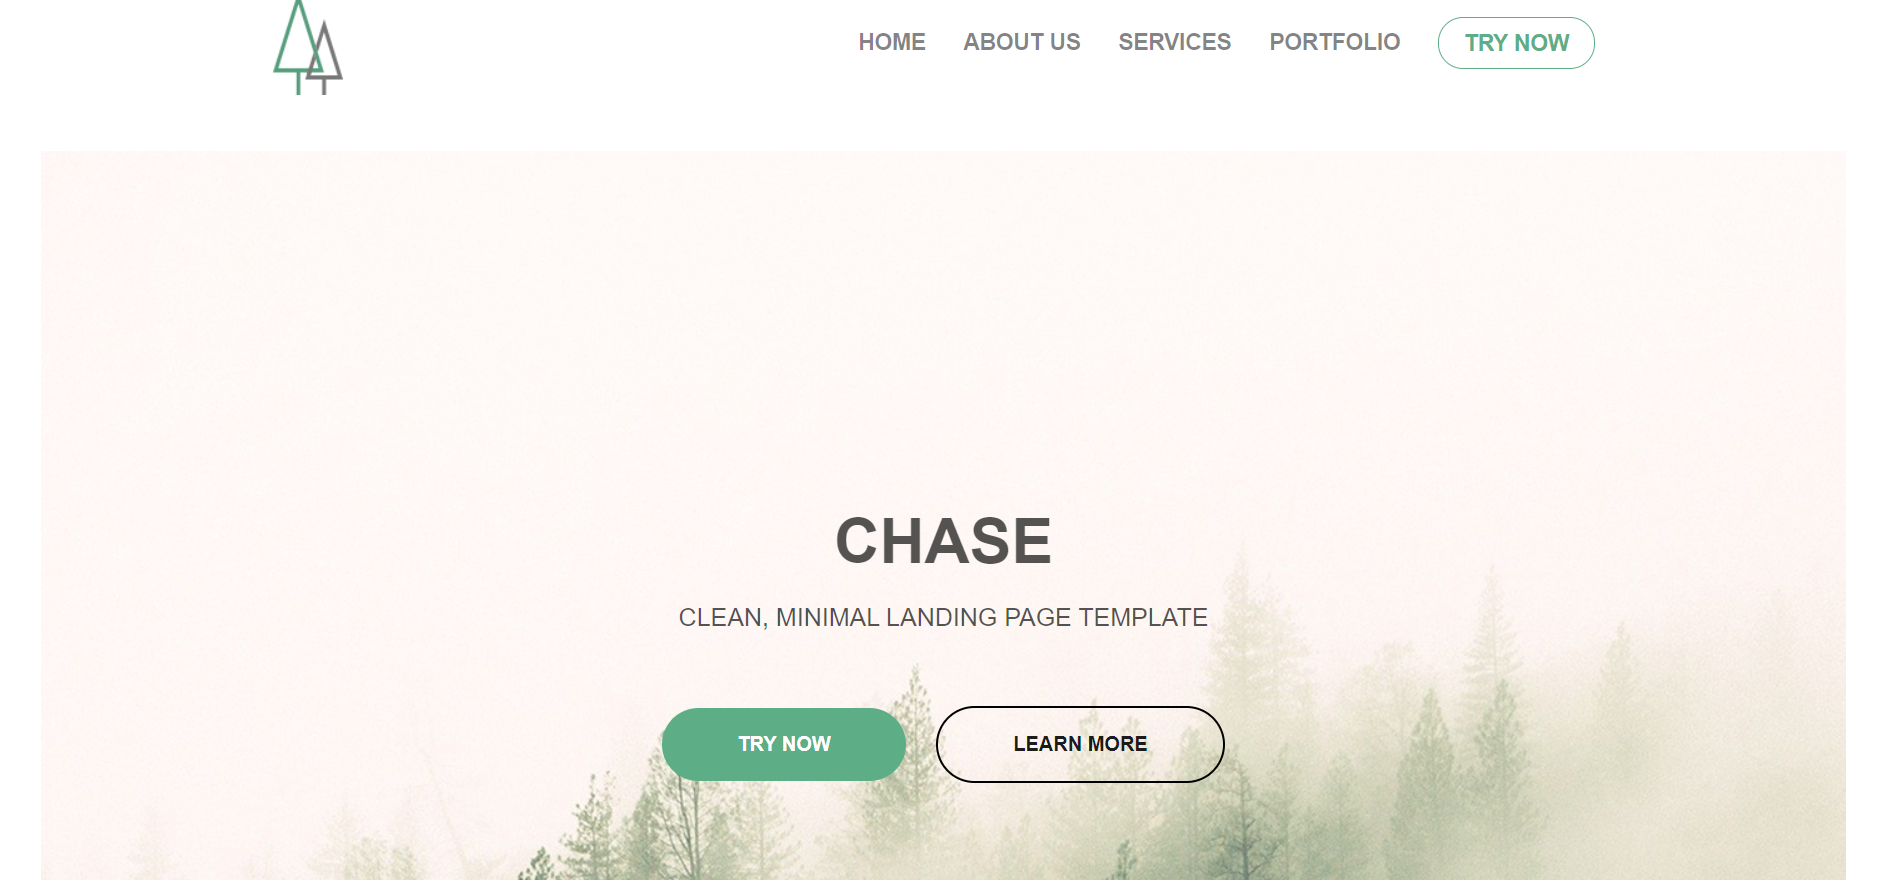 HOME ABOUT US SERVICES PORTFOLIO TRY NOW
CHASE
CLEAN, MINIMAL LANDING PAGE TEMPLATE
TRY NOW LEARN MORE